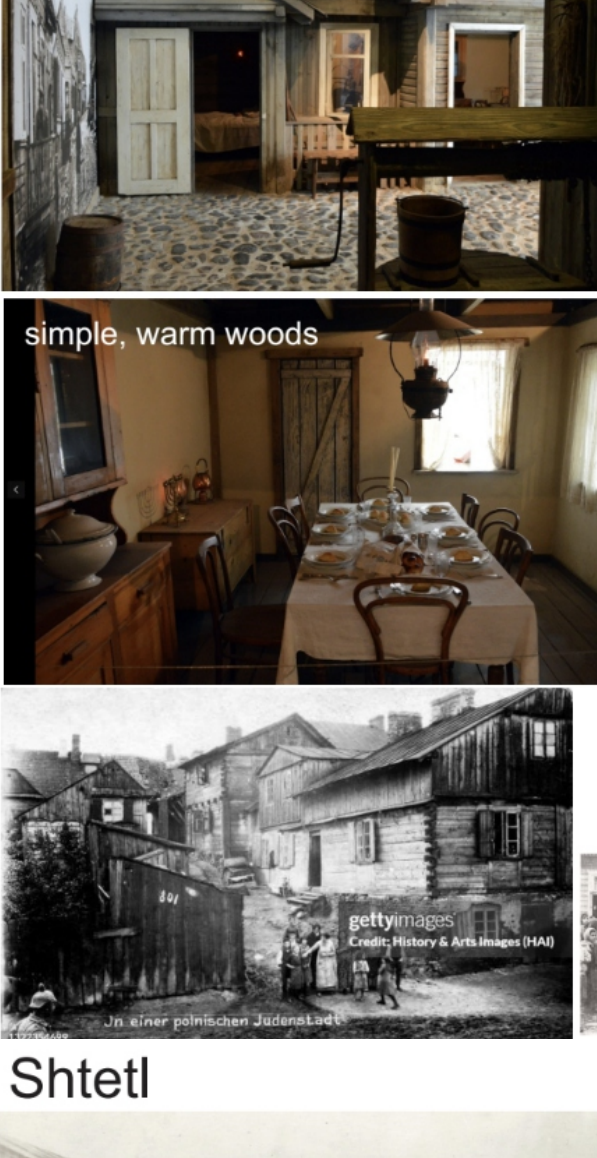 simple, warm woods
801
gettyimages
Credit: History & Arts Images (HAI)
Jn einer polnischen Judenstadt
Shtetl